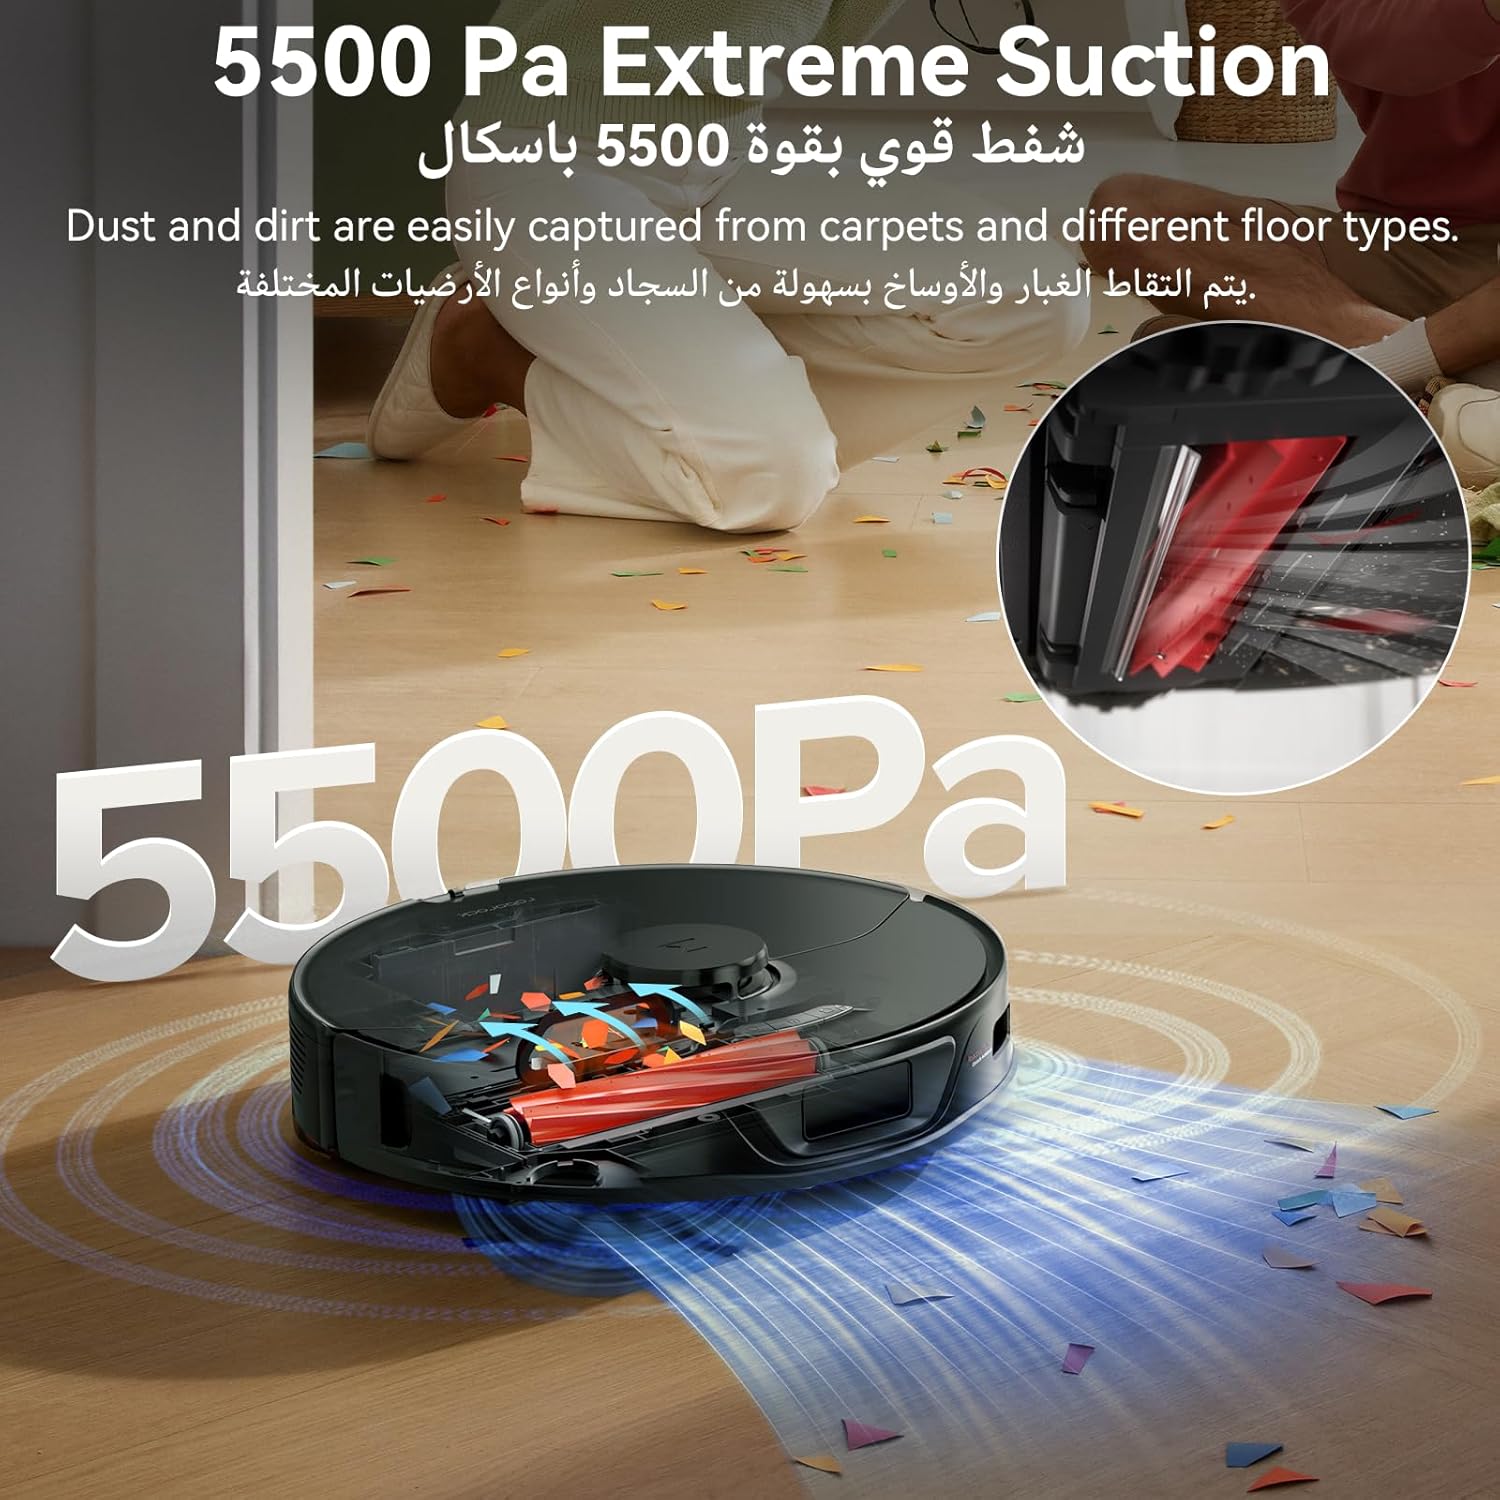 5500 Pa Extreme Suction
شفط قوي بقوة 5500 باسكال
Dust and dirt are easily captured from carpets and different floor types.
يتم التقاط الغبار والأوساخ بسهولة من السجاد وأنواع الأرضيات المختلفة.
5500Pa
roborock